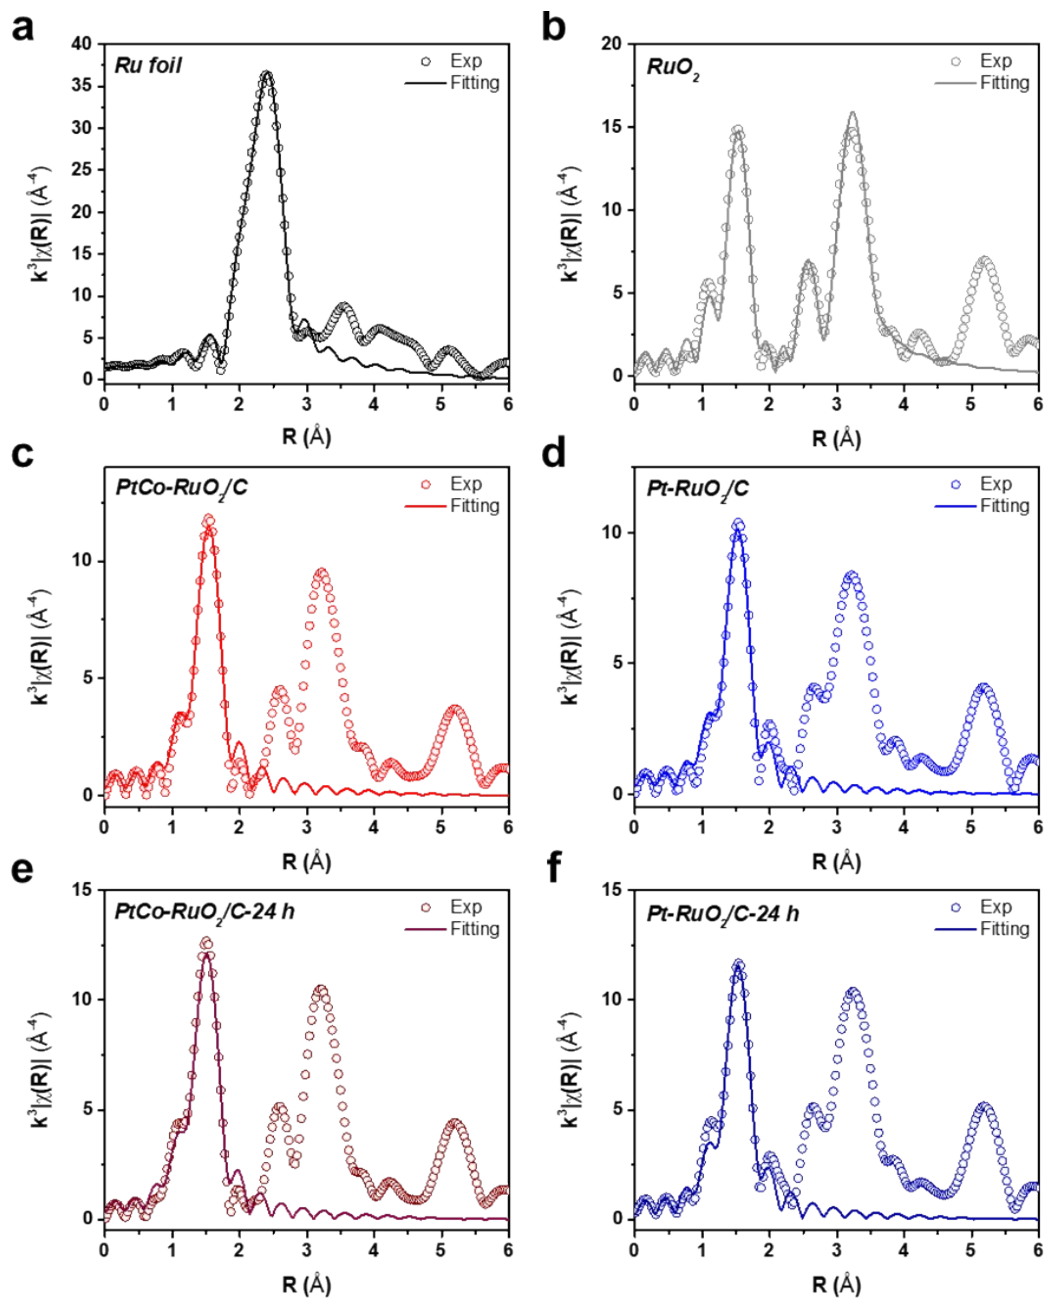 a
Ru foil
Exp
Fitting
40
35
30
25
20
15
10
5
0
k³|χ(R)| (Å⁻⁴)
0 1 2 3 4 5 6
R (Å)
b
RuO₂
Exp
Fitting
20
15
10
5
0
k³|χ(R)| (Å⁻⁴)
0 1 2 3 4 5 6
R (Å)
c
PtCo-RuO₂/C
Exp
Fitting
10
5
0
k³|χ(R)| (Å⁻⁴)
0 1 2 3 4 5 6
R (Å)
d
Pt-RuO₂/C
Exp
Fitting
10
5
0
k³|χ(R)| (Å⁻⁴)
0 1 2 3 4 5 6
R (Å)
e
PtCo-RuO₂/C-24 h
Exp
Fitting
15
10
5
0
k³|χ(R)| (Å⁻⁴)
0 1 2 3 4 5 6
R (Å)
f
Pt-RuO₂/C-24 h
Exp
Fitting
15
10
5
0
k³|χ(R)| (Å⁻⁴)
0 1 2 3 4 5 6
R (Å)